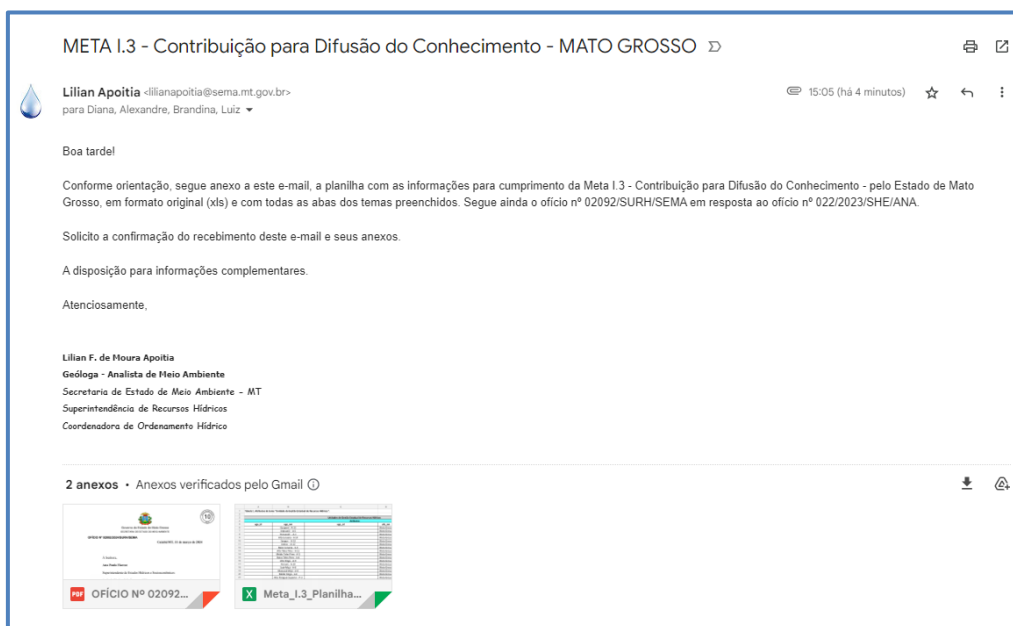 META I.3 - Contribuição para Difusão do Conhecimento - MATO GROSSO
Lilian Apoitia <lilianapoitia@sema.mt.gov.br>
15:05 (há 4 minutos)
para Diana, Alexandre, Brandina, Luiz
Boa tarde!
Conforme orientação, segue anexo a este e-mail, a planilha com as informações para cumprimento da Meta I.3 - Contribuição para Difusão do Conhecimento - pelo Estado de Mato
Grosso, em formato original (xls) e com todas as abas dos temas preenchidos. Segue ainda o ofício nº 02092/SURH/SEMA em resposta ao ofício nº 022/2023/SHE/ANA.
Solicito a confirmação do recebimento deste e-mail e seus anexos.
A disposição para informações complementares.
Atenciosamente,
Lilian F. de Moura Apoitia
Geóloga - Analista de Meio Ambiente
Secretaria de Estado de Meio Ambiente - MT
Superintendência de Recursos Hídricos
Coordenadora de Ordenamento Hídrico
2 anexos • Anexos verificados pelo Gmail
PDF OFÍCIO Nº 02092...
X Meta_I.3_Planilha...